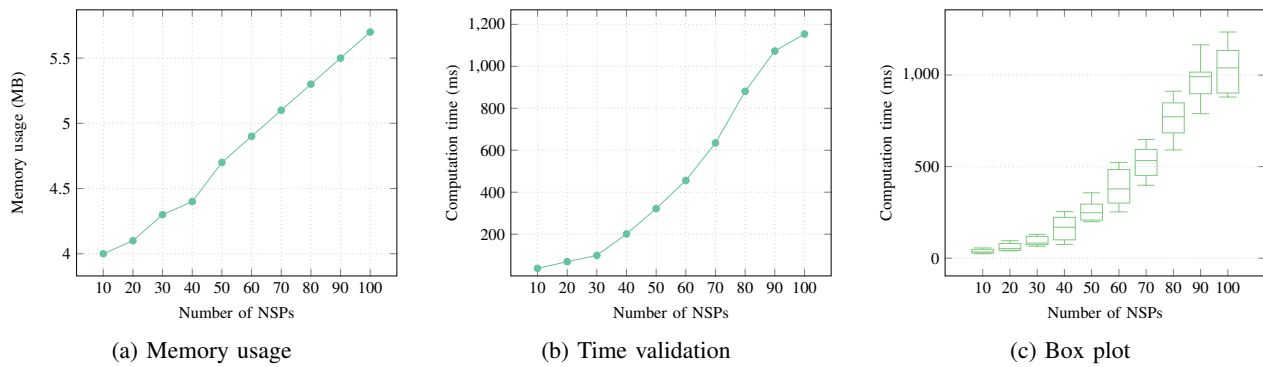 5.5
5
4.5
4
Memory usage (MB)
10 20 30 40 50 60 70 80 90 100
Number of NSPs
(a) Memory usage
1,200
1,000
800
600
400
200
Computation time (ms)
10 20 30 40 50 60 70 80 90 100
Number of NSPs
(b) Time validation
1,000
500
0
Computation time (ms)
10 20 30 40 50 60 70 80 90 100
Number of NSPs
(c) Box plot